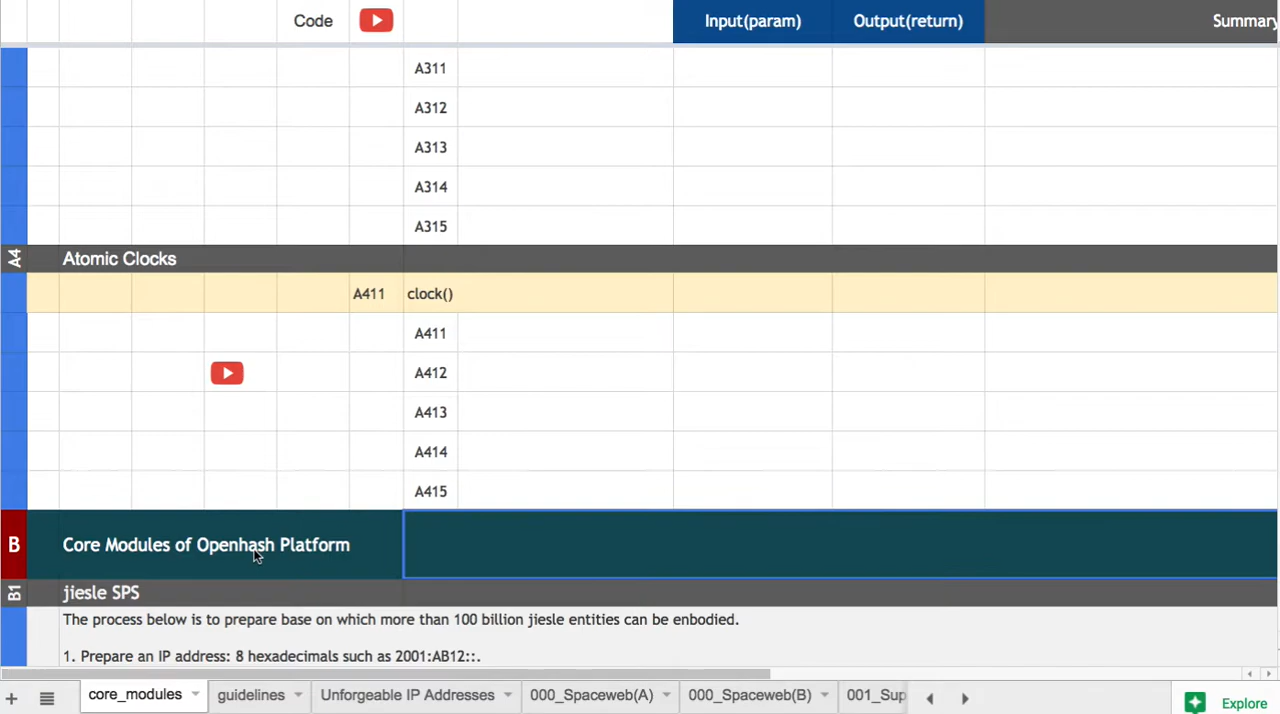 Code Input(param) Output(return) Summary
A311
A312
A313
A314
A315
A4 Atomic Clocks
A411 clock()
A411
A412
A413
A414
A415
B Core Modules of Openhash Platform
B1 jiesle SPS
The process below is to prepare base on which more than 100 billion jiesle entities can be enbodied.
1. Prepare an IP address: 8 hexadecimals such as 2001:AB12::.
core_modules guidelines Unforgeable IP Addresses 000_Spaceweb(A) 000_Spaceweb(B) 001_Sup Explore